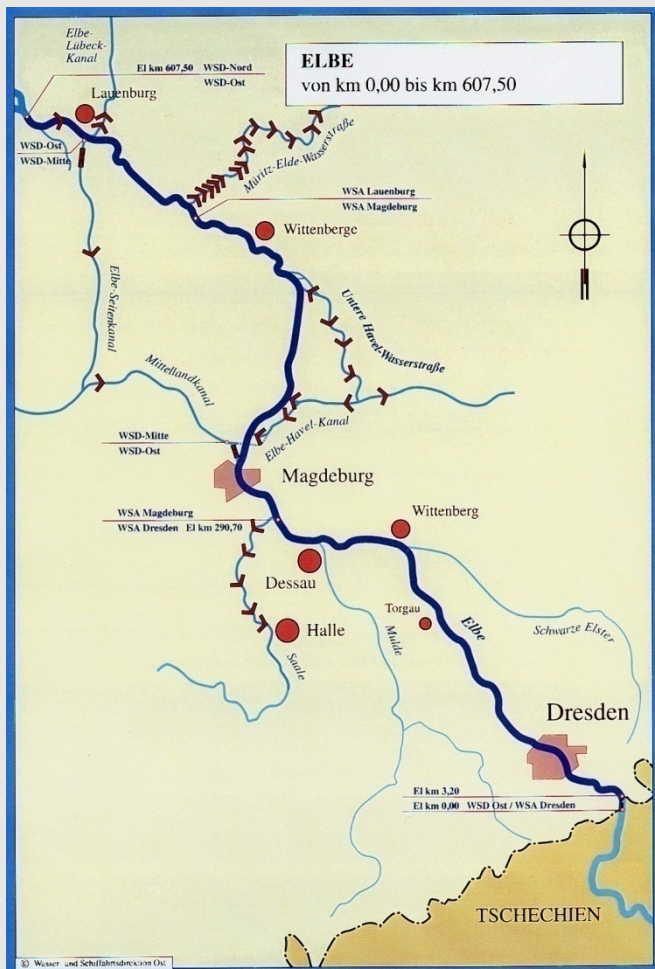 ELBE
von km 0,00 bis km 607,50
Elbe-
Lübeck-
Kanal
El km 607,50 WSD-Nord
WSD-Ost
Lauenburg
WSD-Ost
WSD-Mitte
Müritz-Elde-Wasserstraße
WSA Lauenburg
WSA Magdeburg
Wittenberge
Elbe-Seitenkanal
Untere Havel-Wasserstraße
Mittellandkanal
Elbe-Havel-Kanal
WSD-Mitte
WSD-Ost
Magdeburg
WSA Magdeburg
WSA Dresden El km 290,70
Wittenberg
Dessau
Torgau
Elbe
Schwarze Elster
Halle
Mulde
Saale
Dresden
El km 3,20
El km 0,00 WSD Ost / WSA Dresden
TSCHECHIEN
© Wasser- und Schiffahrtsdirektion Ost